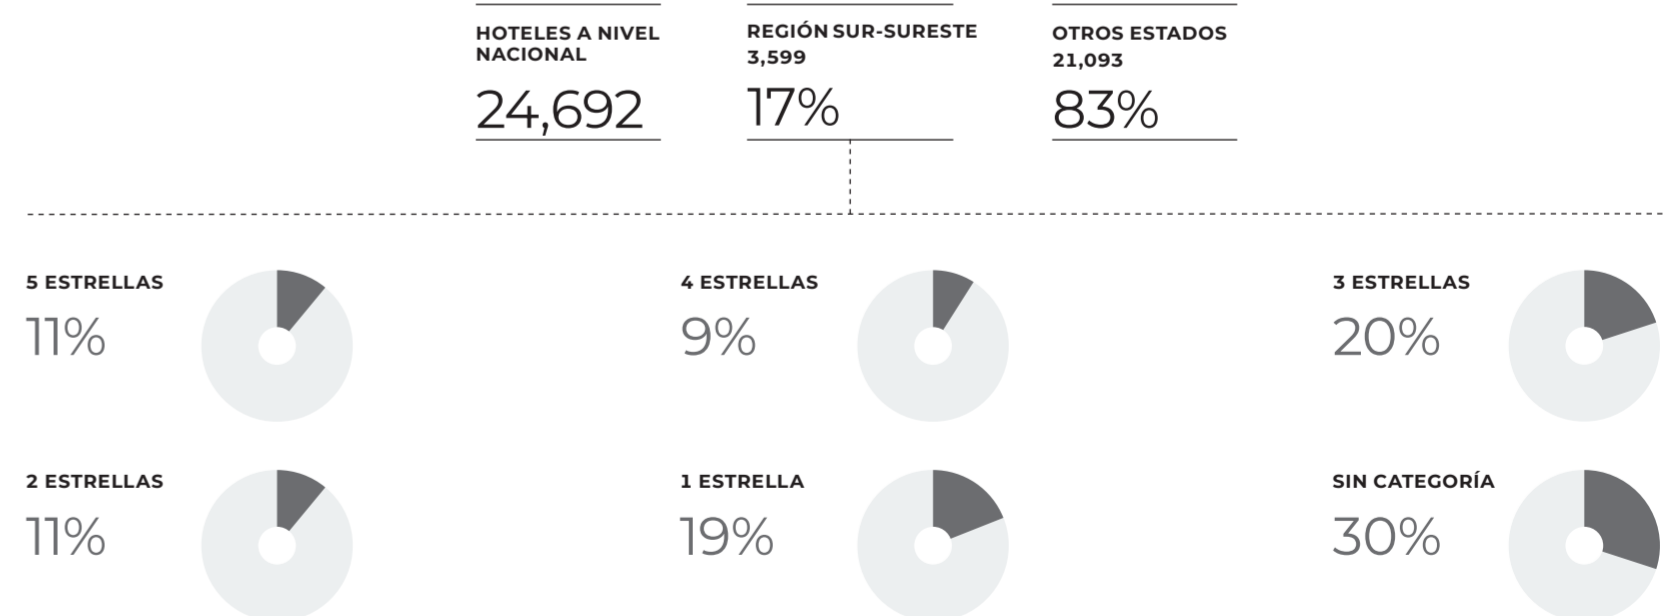 HOTELES A NIVEL
NACIONAL
24,692
REGIÓN SUR-SURESTE
3,599
17%
OTROS ESTADOS
21,093
83%
5 ESTRELLAS
11%
4 ESTRELLAS
9%
3 ESTRELLAS
20%
2 ESTRELLAS
11%
1 ESTRELLA
19%
SIN CATEGORÍA
30%